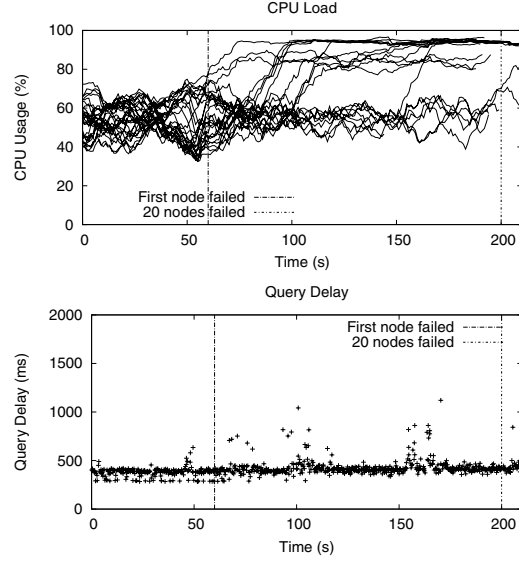 CPU Load
100
80
60
40
20
0
CPU Usage (%)
First node failed
20 nodes failed
0 50 100 150 200
Time (s)
Query Delay
2000
1500
1000
500
0
Query Delay (ms)
First node failed
20 nodes failed
0 50 100 150 200
Time (s)